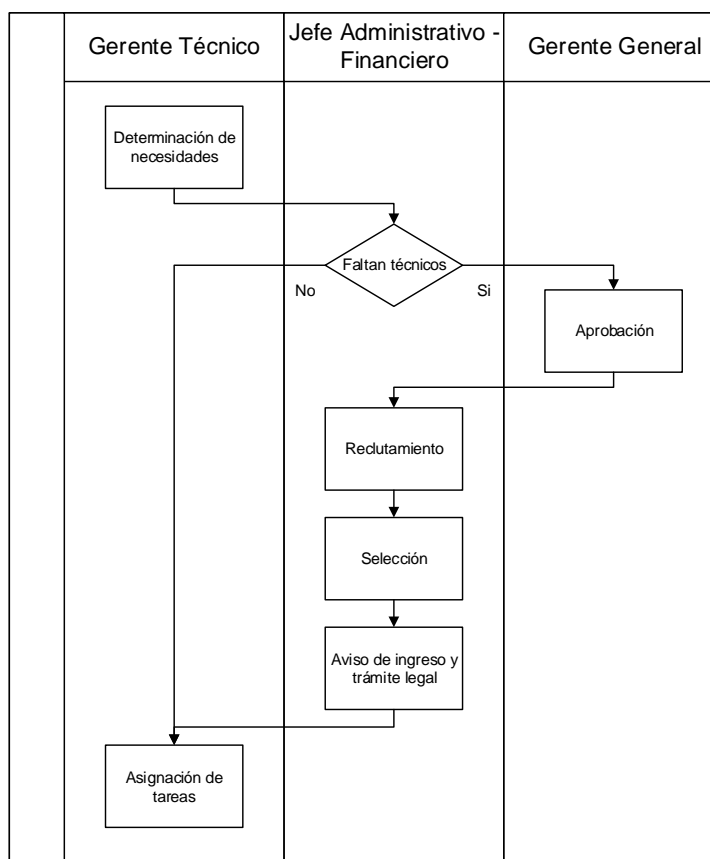 Gerente Técnico
Jefe Administrativo -
Financiero
Gerente General
Determinación de
necesidades
Faltan técnicos
No
Si
Aprobación
Reclutamiento
Selección
Aviso de ingreso y
trámite legal
Asignación de
tareas